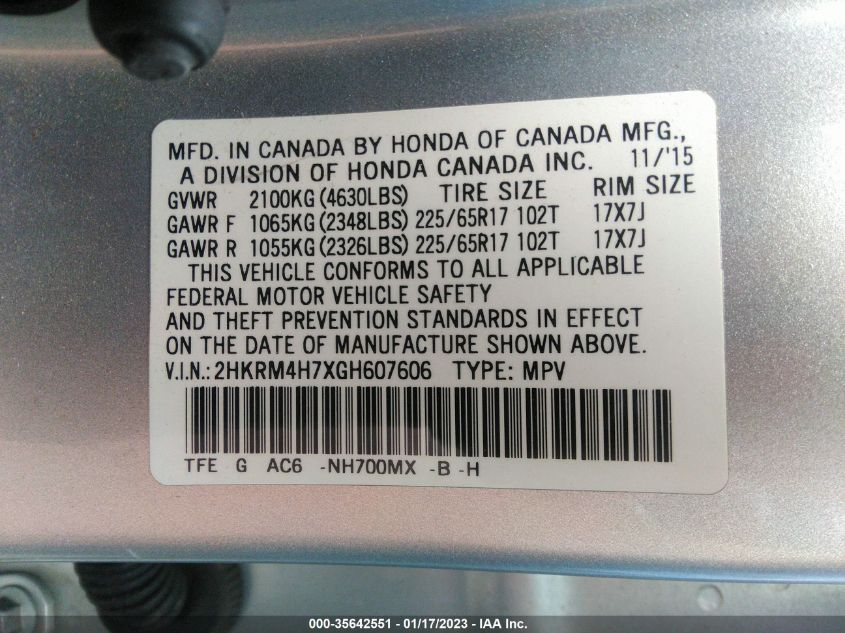 MFD. IN CANADA BY HONDA OF CANADA MFG.,
A DIVISION OF HONDA CANADA INC. 11/'15
GVWR 2100KG (4630LBS) TIRE SIZE RIM SIZE
GAWR F 1065KG (2348LBS) 225/65R17 102T 17X7J
GAWR R 1055KG (2326LBS) 225/65R17 102T 17X7J
THIS VEHICLE CONFORMS TO ALL APPLICABLE
FEDERAL MOTOR VEHICLE SAFETY
AND THEFT PREVENTION STANDARDS IN EFFECT
ON THE DATE OF MANUFACTURE SHOWN ABOVE.
V.I.N.: 2HKRM4H7XGH607606 TYPE: MPV
TFE G AC6 -NH700MX -B -H
000-35642551 - 01/17/2023 - IAA Inc.